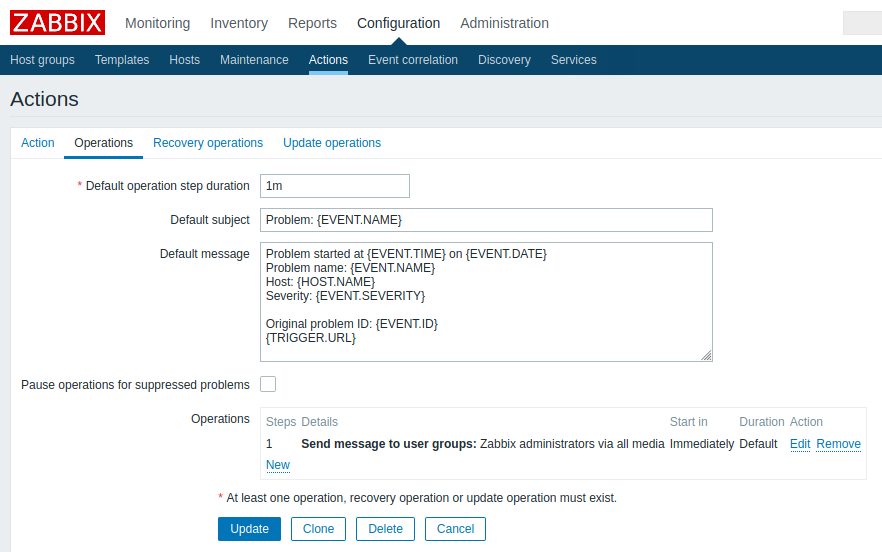 ZABBIX Monitoring Inventory Reports Configuration Administration
Host groups Templates Hosts Maintenance Actions Event correlation Discovery Services
Actions
Action Operations Recovery operations Update operations
* Default operation step duration 1m
Default subject Problem: {EVENT.NAME}
Default message Problem started at {EVENT.TIME} on {EVENT.DATE}
Problem name: {EVENT.NAME}
Host: {HOST.NAME}
Severity: {EVENT.SEVERITY}
Original problem ID: {EVENT.ID}
{TRIGGER.URL}
Pause operations for suppressed problems
Operations Steps Details Start in Duration Action
1 Send message to user groups: Zabbix administrators via all media Immediately Default Edit Remove
New
* At least one operation, recovery operation or update operation must exist.
Update Clone Delete Cancel